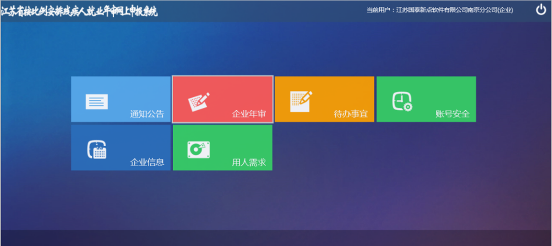 江苏省按比例安排残疾人就业年审网上申报系统
当前用户：江苏国泰新点软件有限公司南京分公司(企业)
通知公告
企业年审
待办事宜
账号安全
企业信息
用人需求